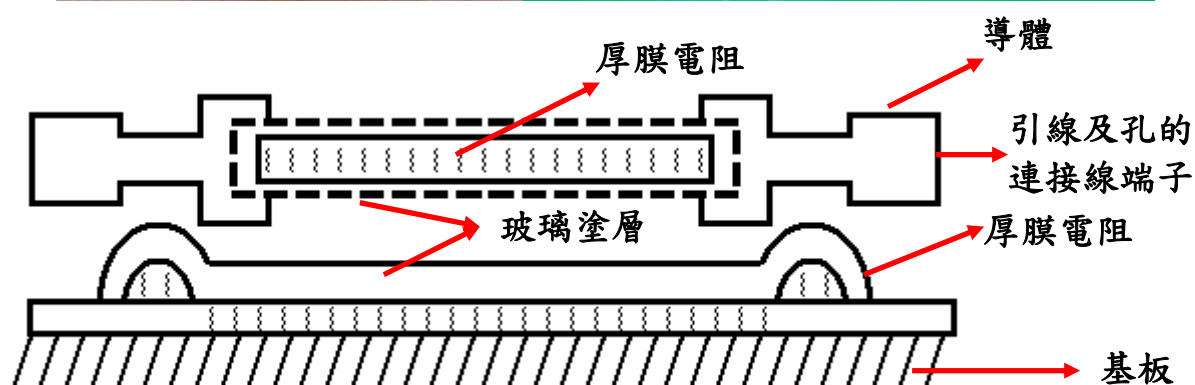 導體
厚膜電阻
引線及孔的
連接線端子
玻璃塗層
厚膜電阻
基板